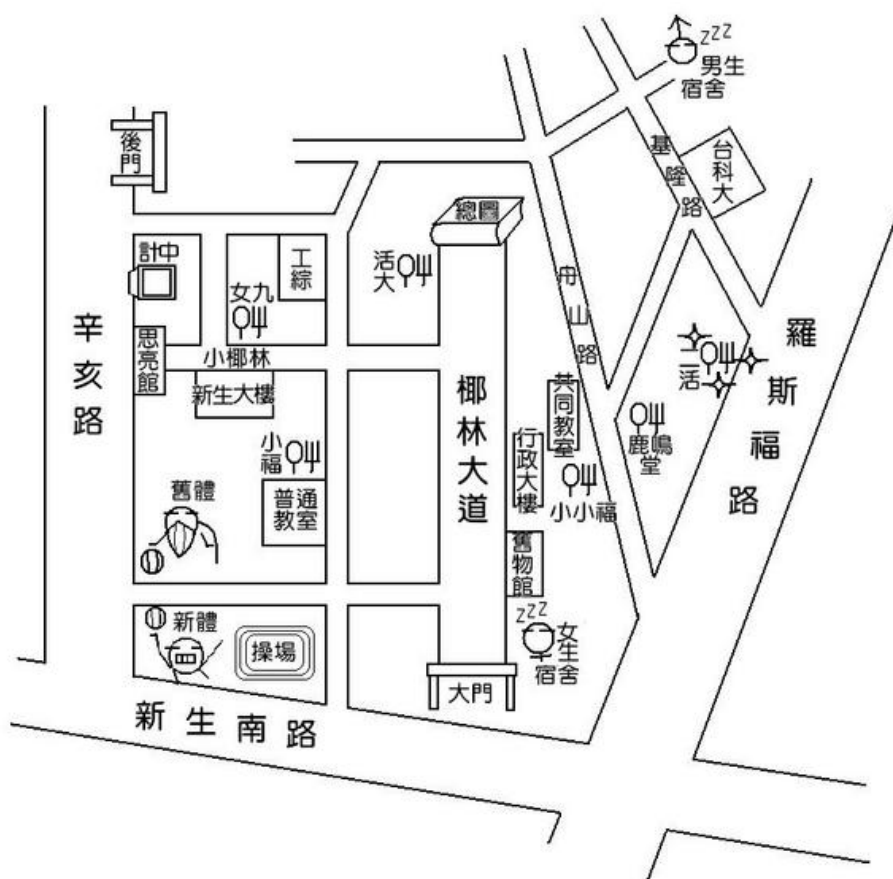 zzz
男生
宿舍
後門
台科大
基隆路
總圖
計中
工綜
活大
女九
舟山路
辛亥路
思亮館
小椰林
新生大樓
羅斯福路
二活
椰林大道
共同教室
行政大樓
鹿鳴
堂
小福
小小福
普通
教室
舊體
舊物館
zzz
新體
操場
女生
宿舍
大門
新生南路